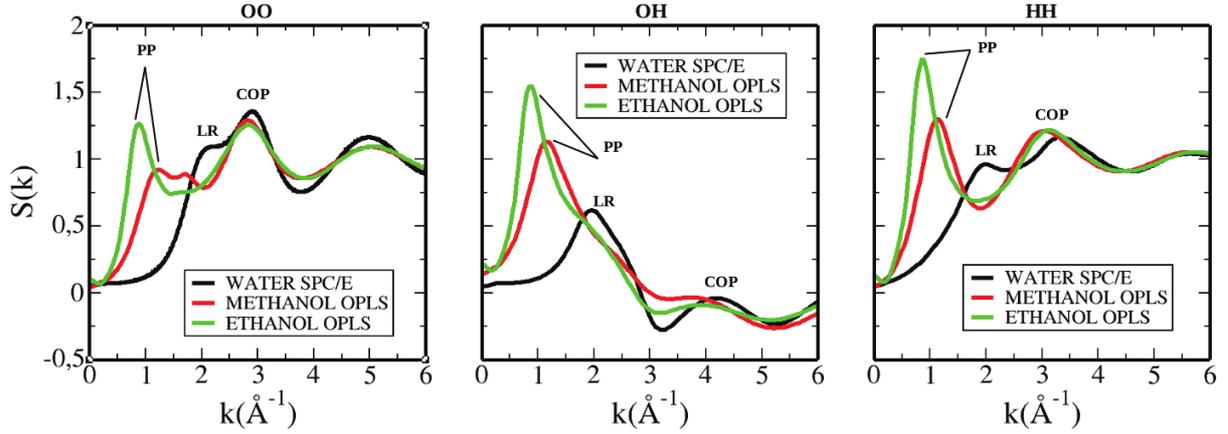 OO
OH
HH
2
1,5
1
0,5
0
-0,5
S(k)
PP
LR
COP
WATER SPC/E
METHANOL OPLS
ETHANOL OPLS
0 1 2 3 4 5 6
k(Å⁻¹)
WATER SPC/E
METHANOL OPLS
ETHANOL OPLS
PP
LR
COP
0 1 2 3 4 5 6
k(Å⁻¹)
PP
LR
COP
WATER SPC/E
METHANOL OPLS
ETHANOL OPLS
0 1 2 3 4 5 6
k(Å⁻¹)